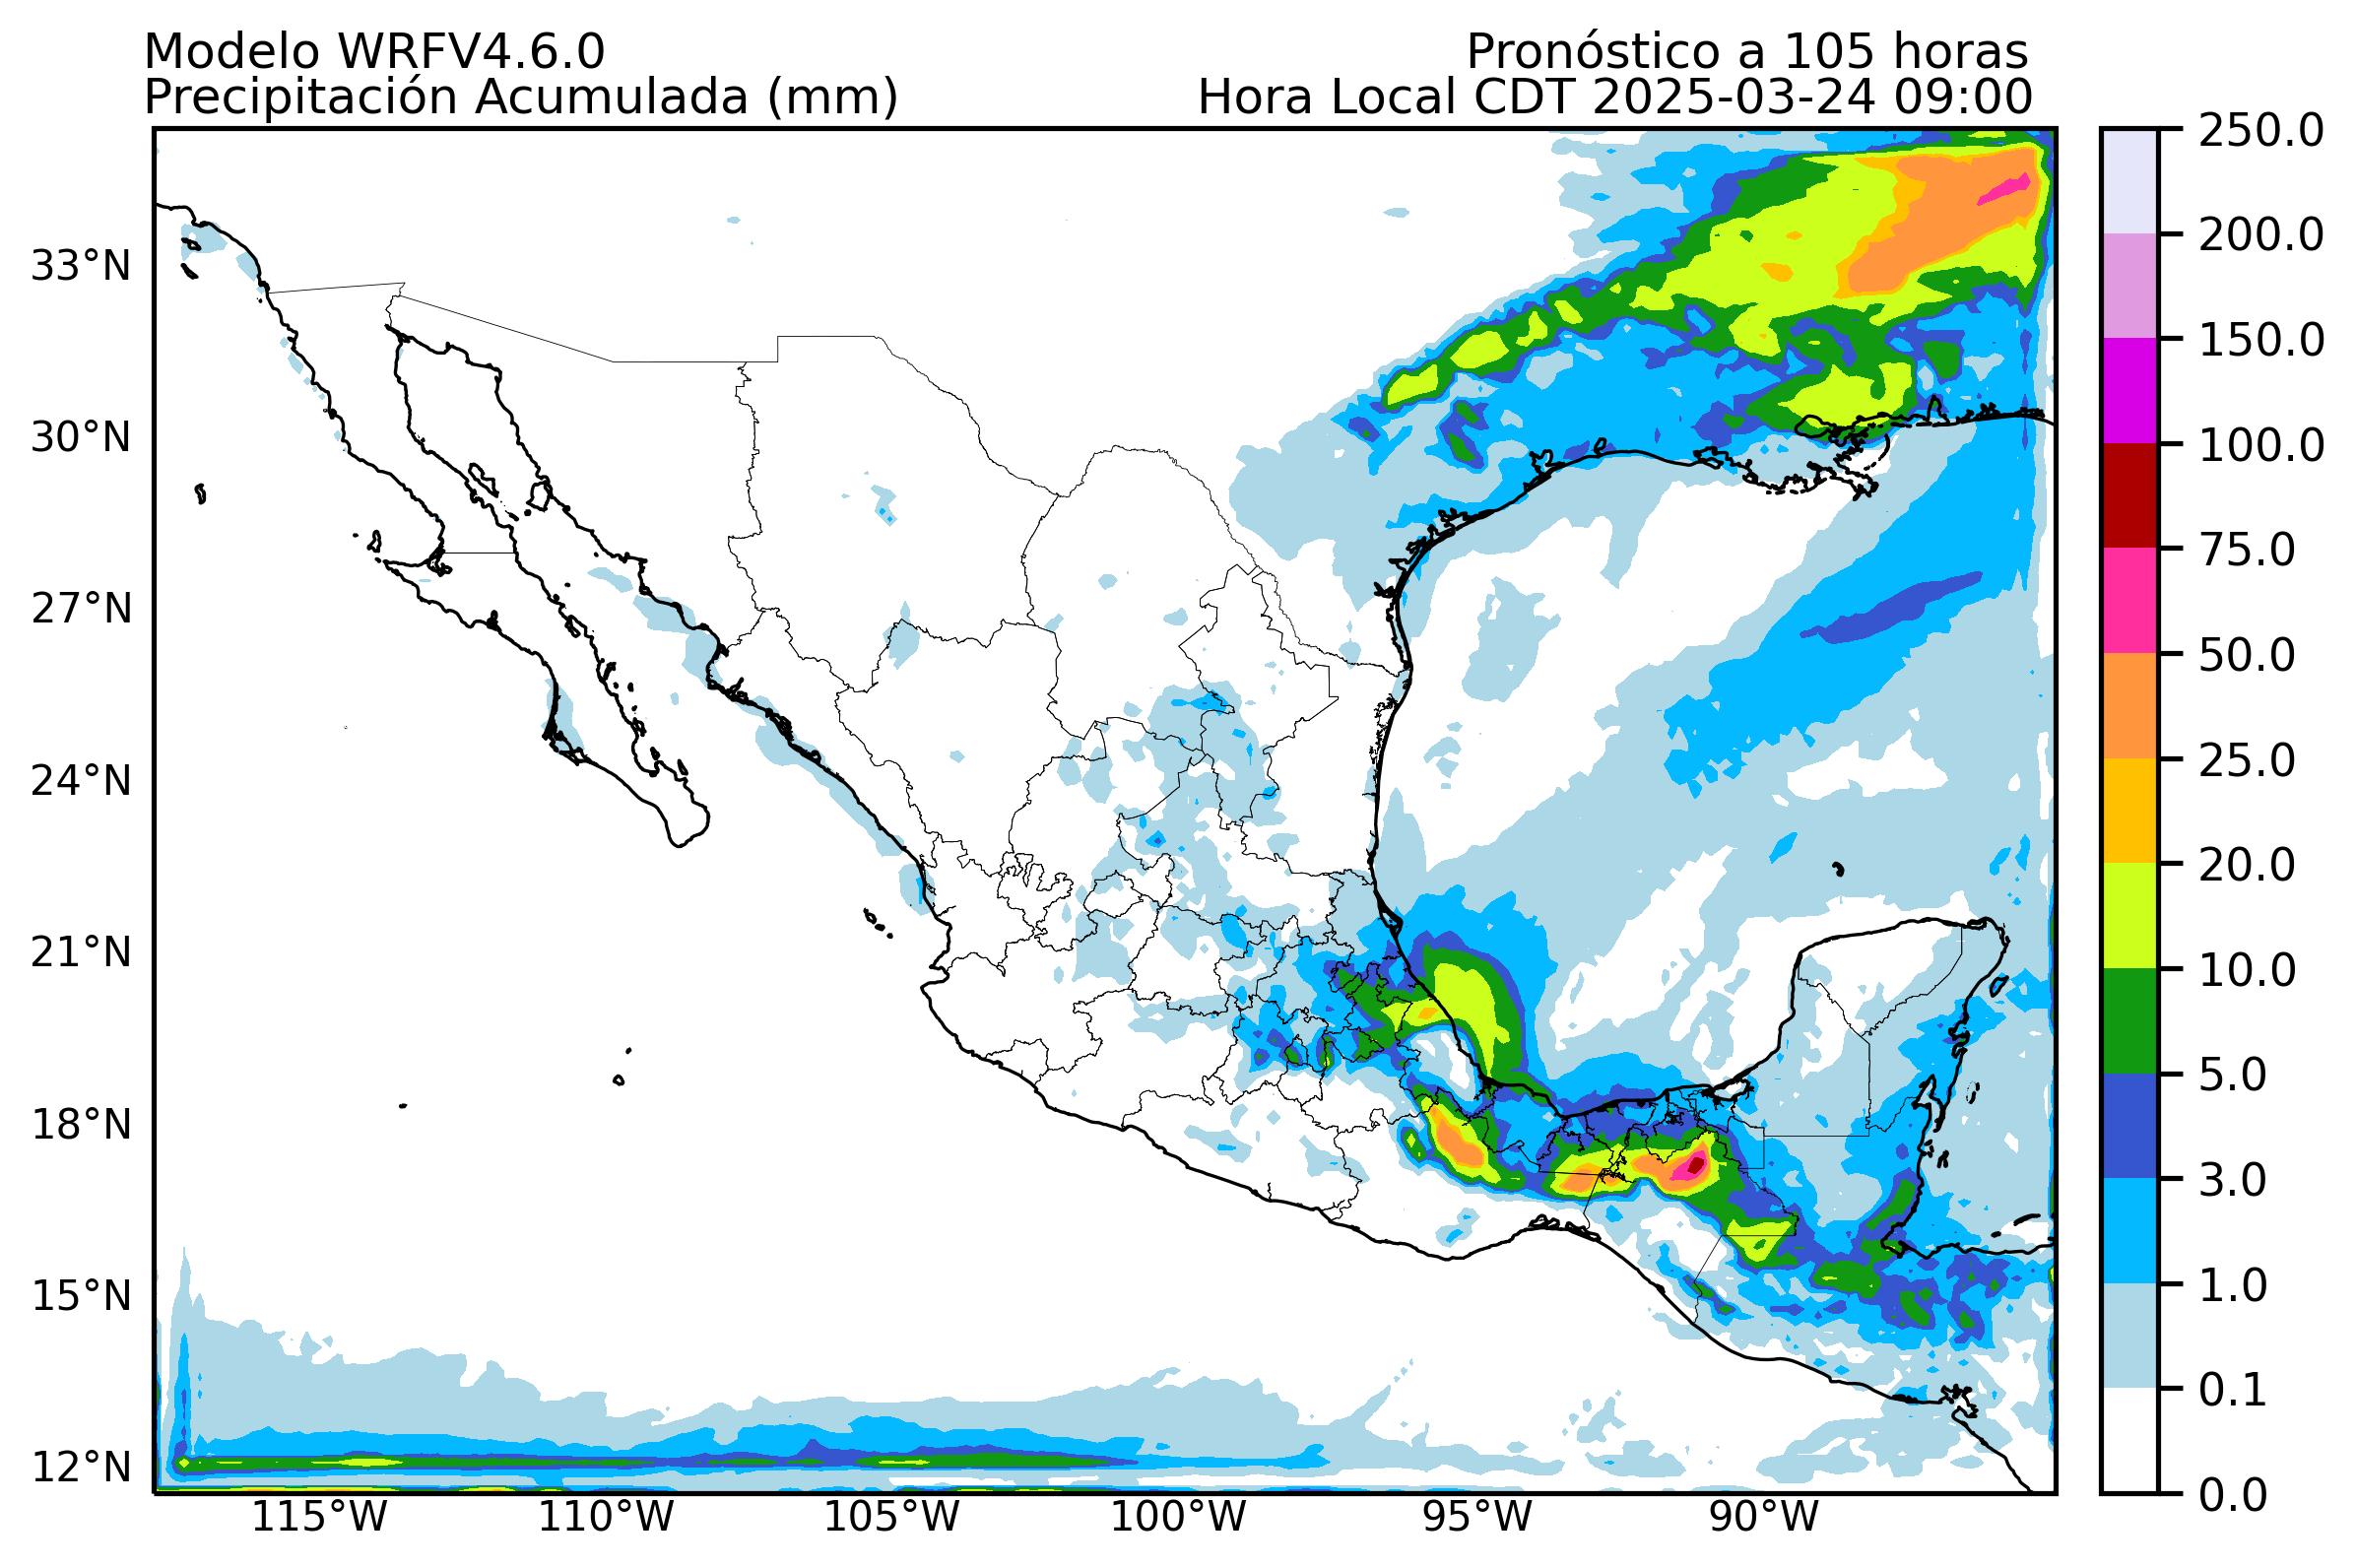 Modelo WRFV4.6.0
Pronóstico a 105 horas
Precipitación Acumulada (mm)
Hora Local CDT 2025-03-24 09:00
33°N
30°N
27°N
24°N
21°N
18°N
15°N
12°N
115°W
110°W
105°W
100°W
95°W
90°W
250.0
200.0
150.0
100.0
75.0
50.0
25.0
20.0
10.0
5.0
3.0
1.0
0.1
0.0